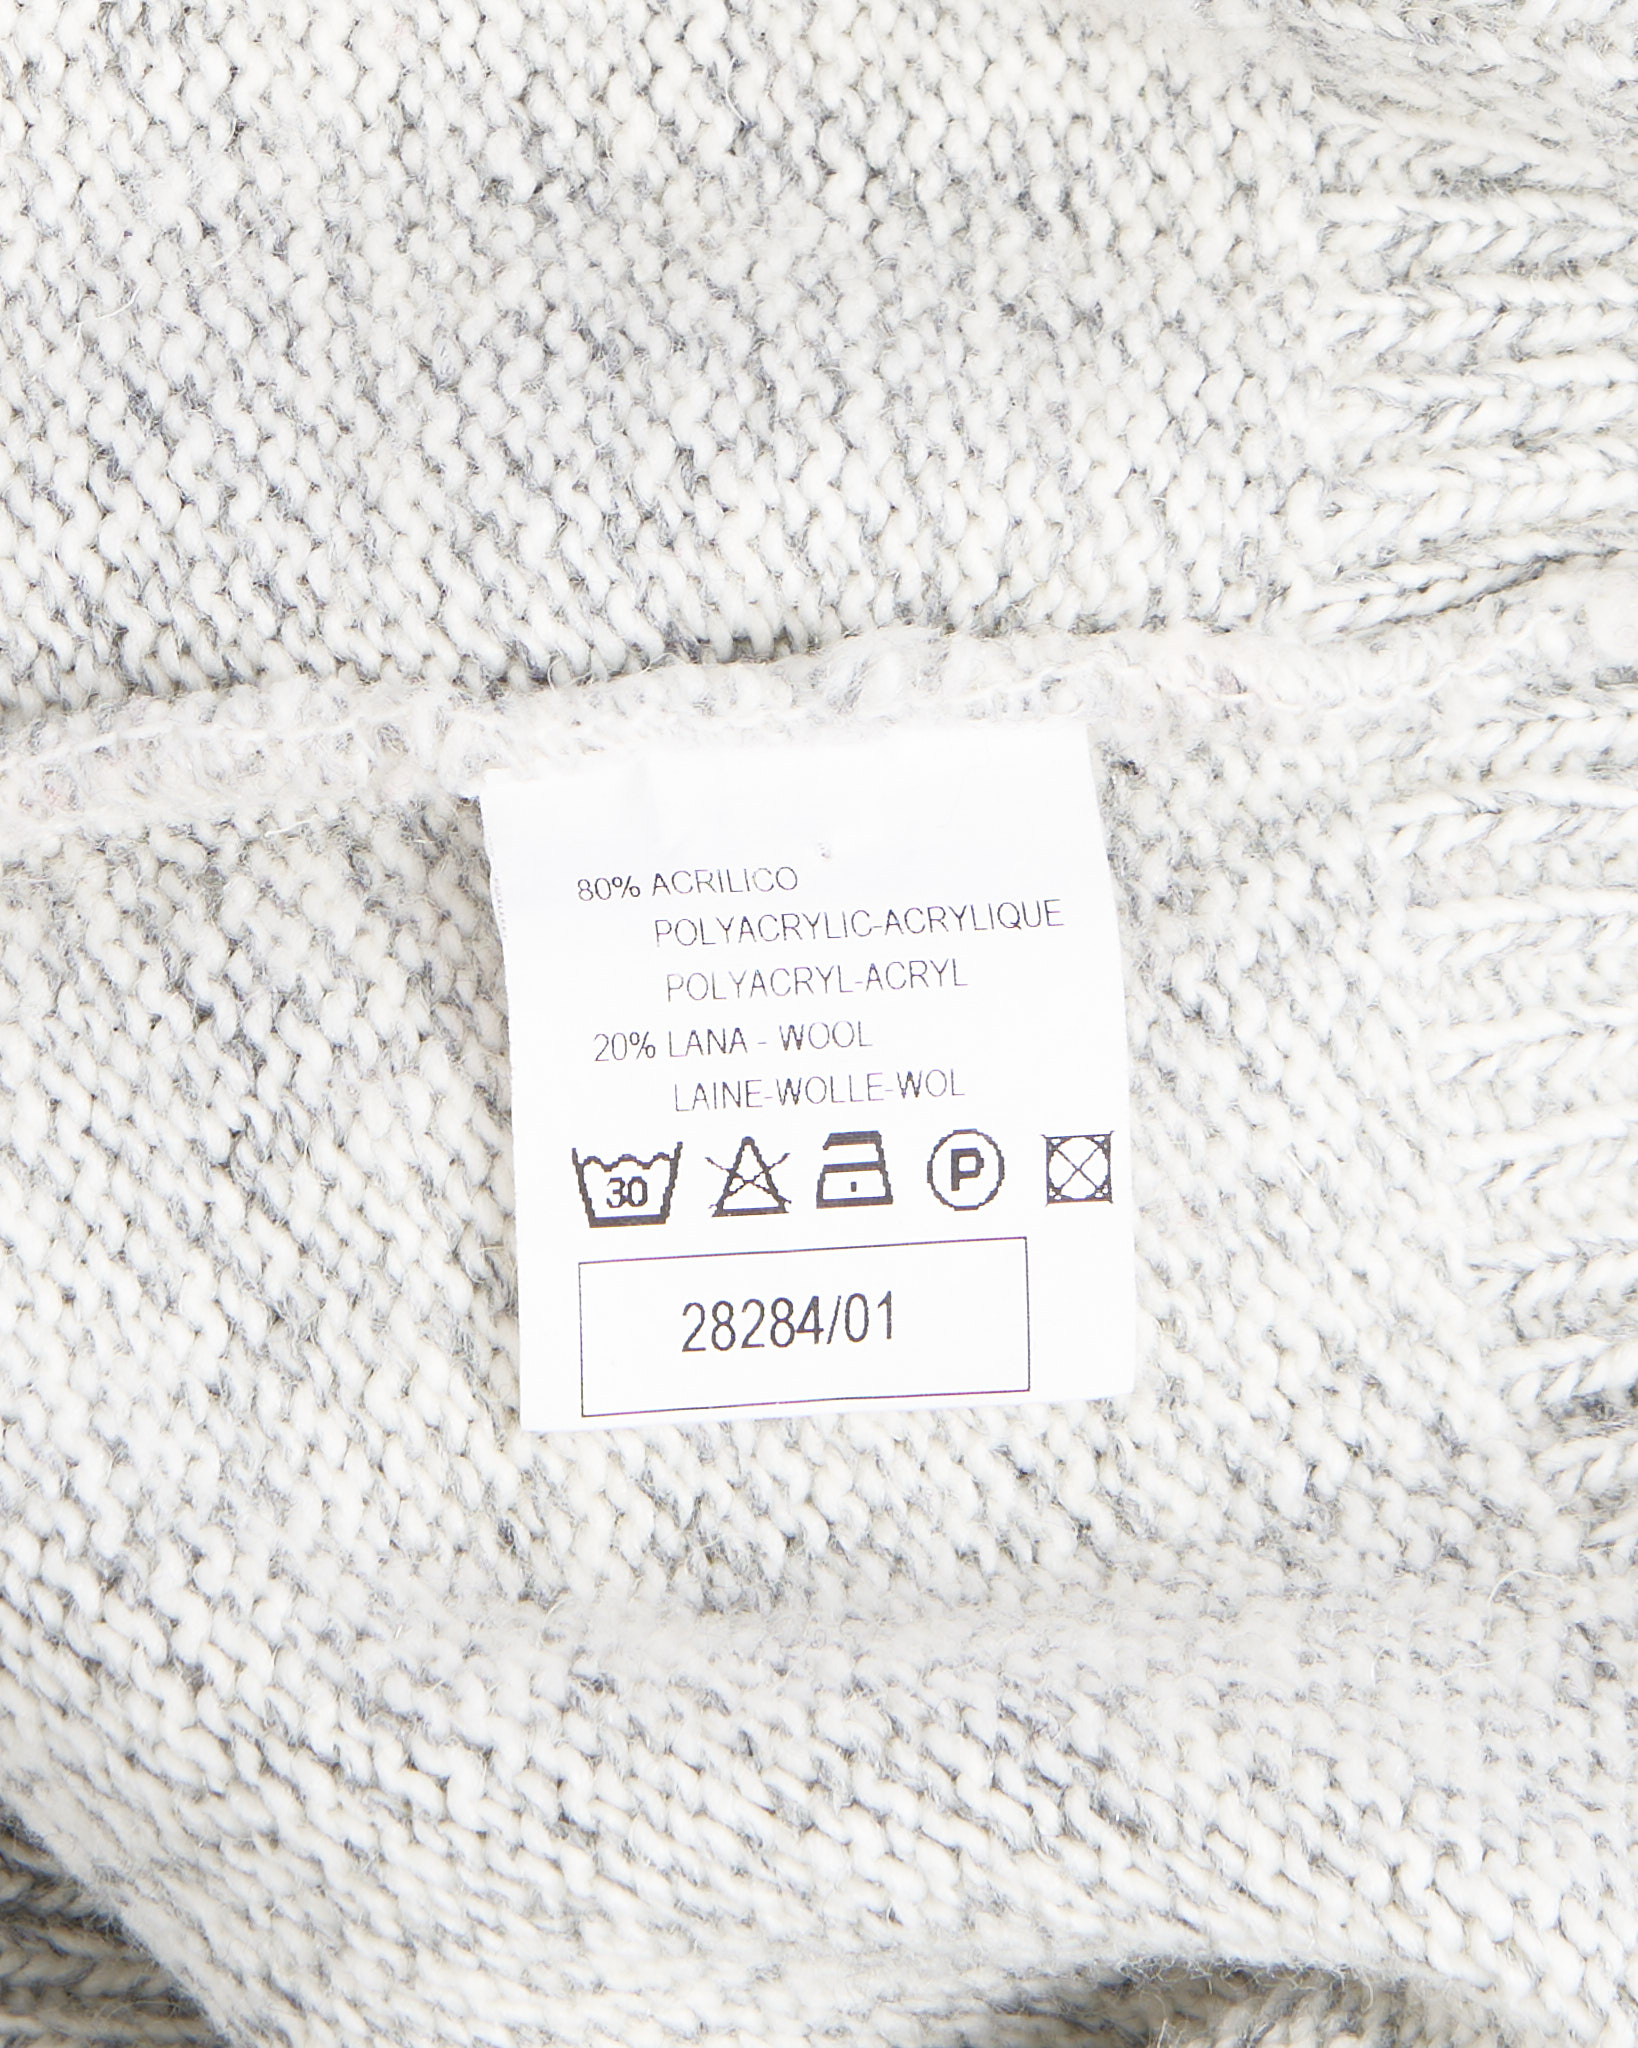 80% ACRILICO
POLYACRYLIC-ACRYLIQUE
POLYACRYL-ACRYL
20% LANA - WOOL
LAINE-WOLLE-WOL
30 P
28284/01